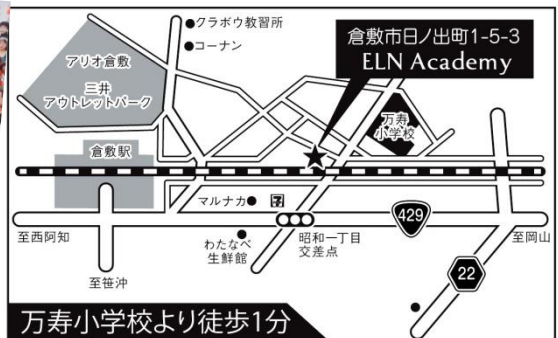 クラボウ教習所
コーナン
倉敷市日ノ出町1-5-3
ELN Academy
アリオ倉敷
三井
アウトレットパーク
万寿
小学校
倉敷駅
マルナカ
7
429
至西阿知
わたなべ
生鮮館
昭和一丁目
交差点
至岡山
至笹沖
22
万寿小学校より徒歩1分